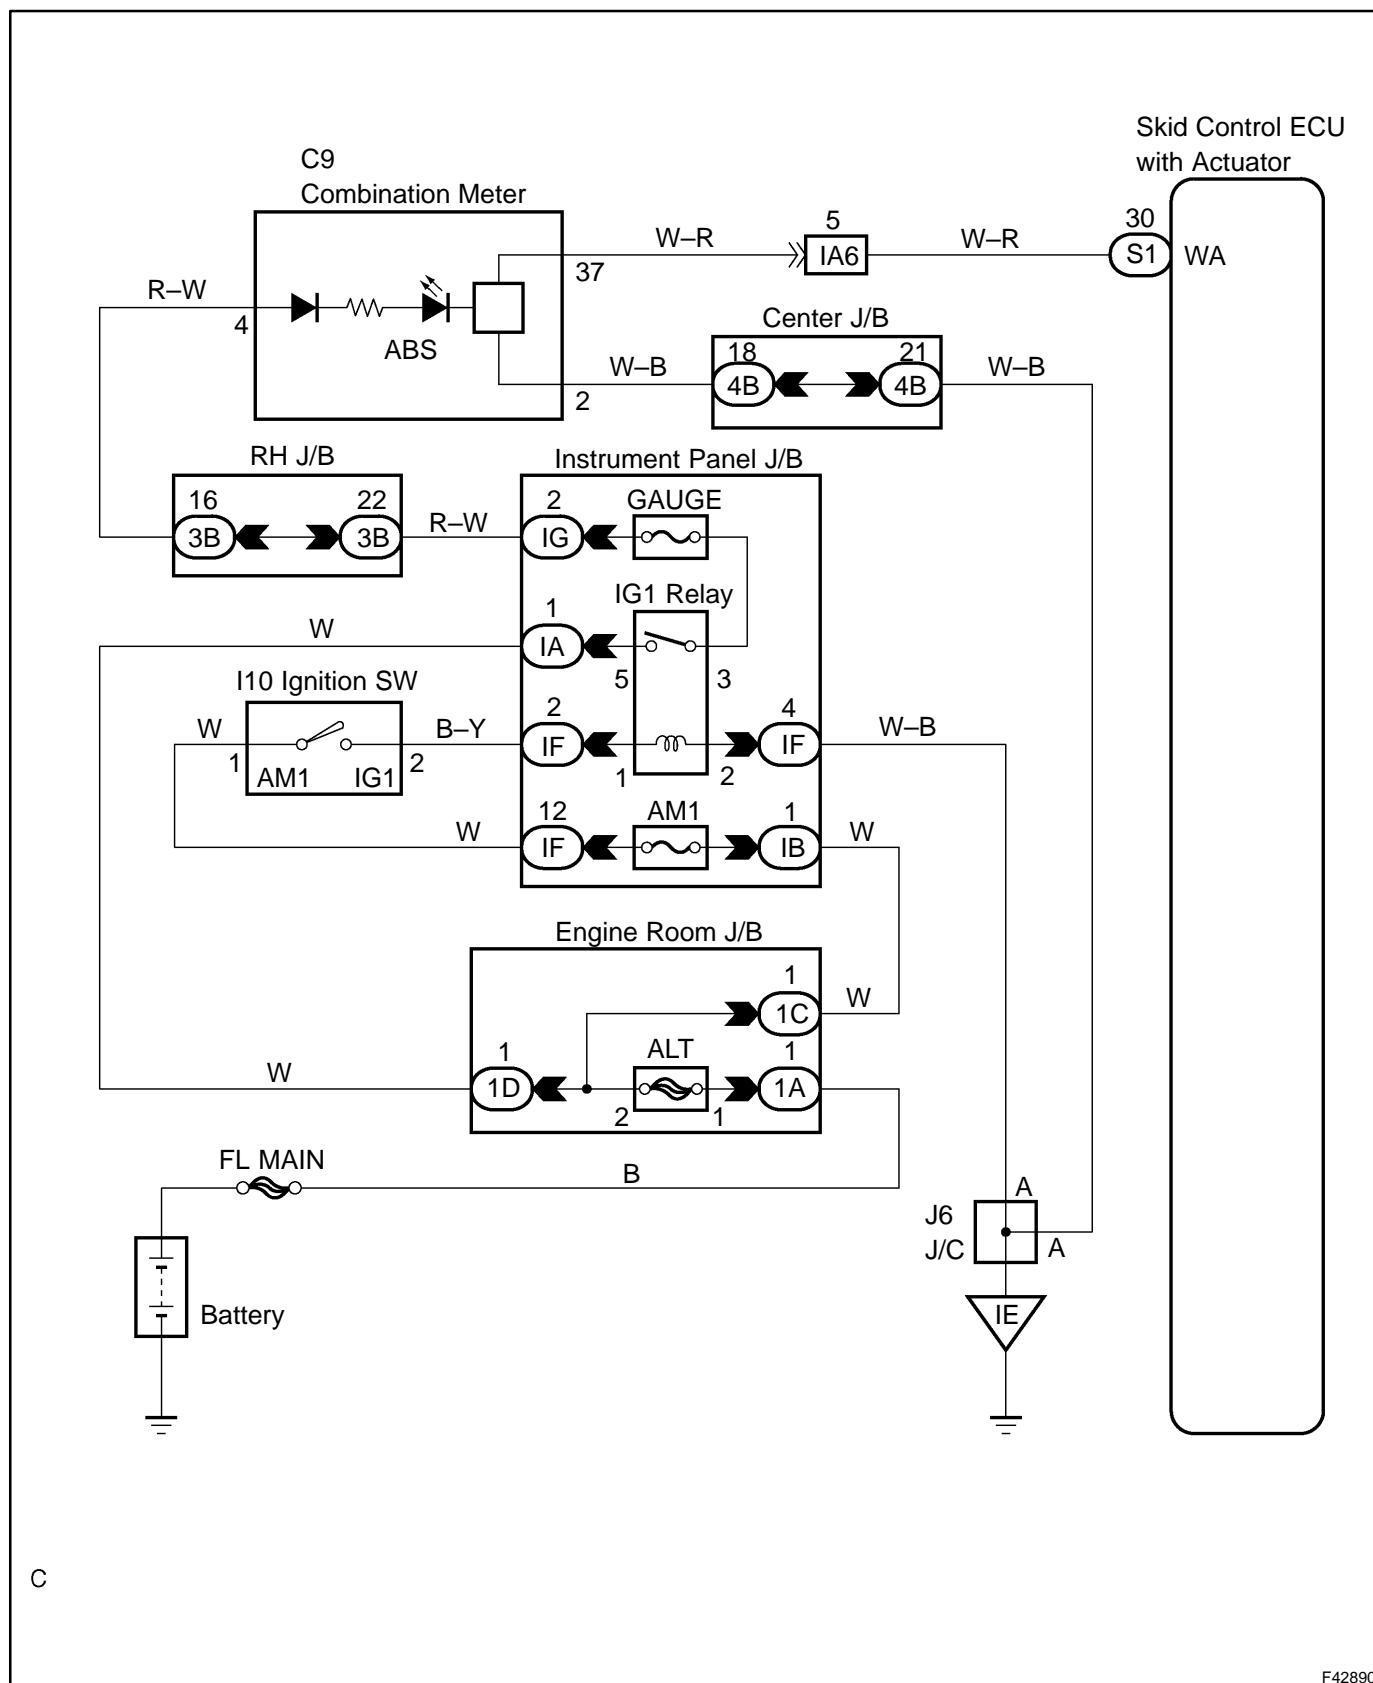 Skid Control ECU
with Actuator
C9
Combination Meter
5
30
W–R
IA6
W–R
S1
WA
37
R–W
4
ABS
Center J/B
18
21
W–B
4B
4B
W–B
2
RH J/B
Instrument Panel J/B
16
22
2
GAUGE
3B
3B
R–W
IG
IG1 Relay
1
W
IA
5
3
I10 Ignition SW
2
4
W
B–Y
IF
IF
W–B
1
AM1
IG1
2
1
2
12
AM1
1
W
IF
IB
W
Engine Room J/B
1
1C
W
1
ALT
1
W
1D
1A
2
1
FL MAIN
B
A
J6
J/C
A
IE
Battery
C
F42890